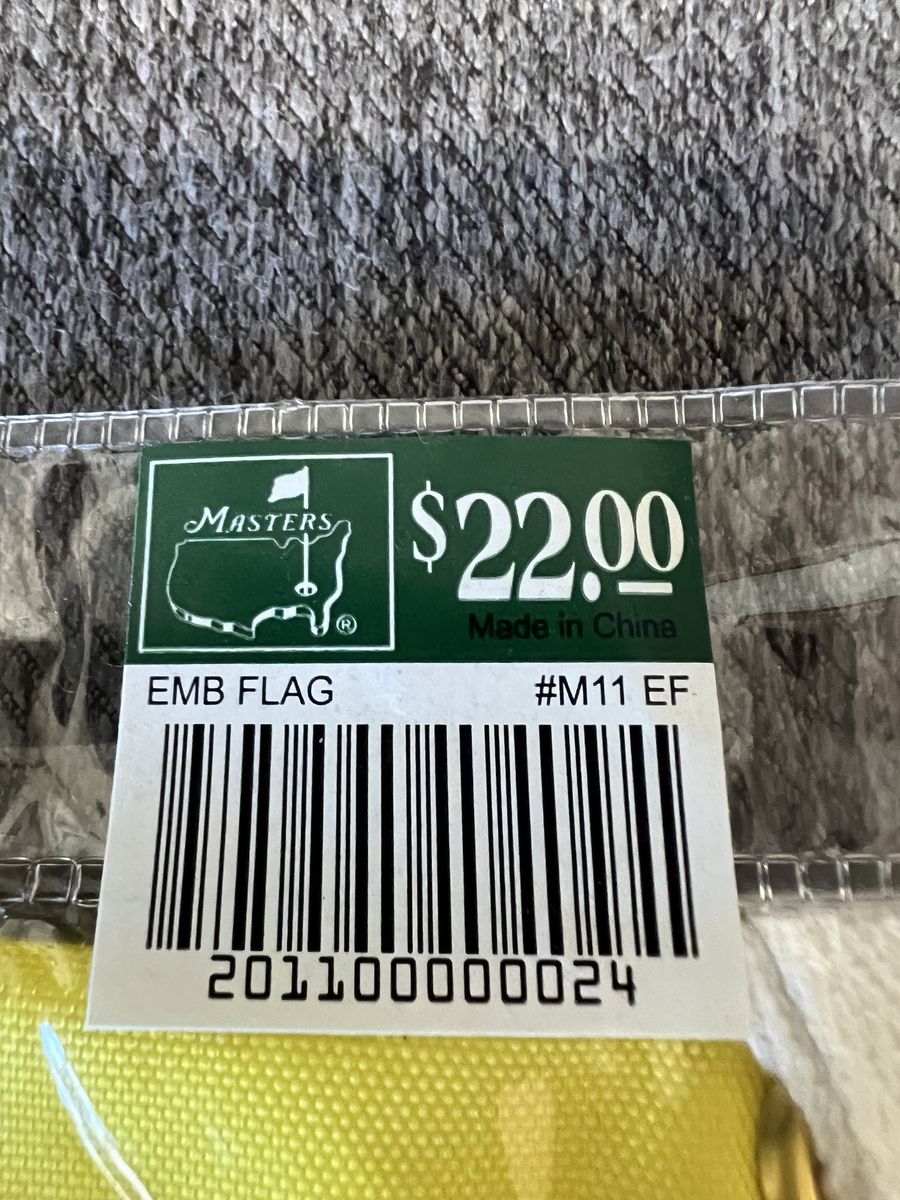 MASTERS
®
$22.00
Made in China
EMB FLAG #M11 EF
201100000024